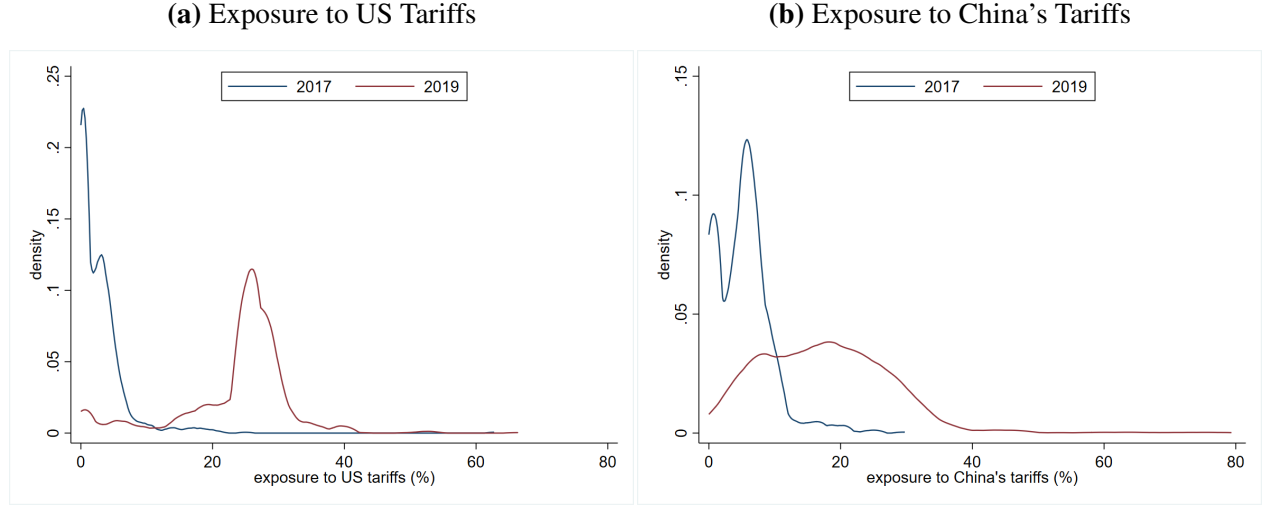 (a) Exposure to US Tariffs
(b) Exposure to China's Tariffs
2017 2019
.25
.2
.15
.1
.05
0
density
0 20 40 60 80
exposure to US tariffs (%)
2017 2019
.15
.1
.05
0
density
0 20 40 60 80
exposure to China's tariffs (%)